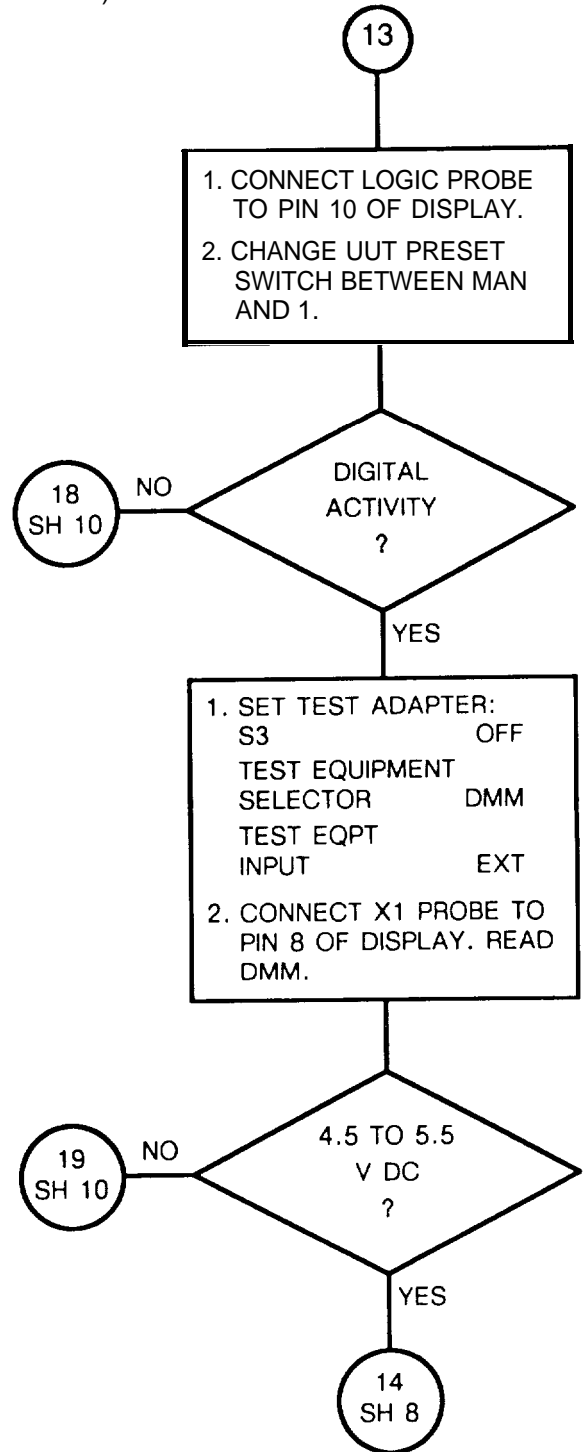 )
13
1. CONNECT LOGIC PROBE
TO PIN 10 OF DISPLAY.
2. CHANGE UUT PRESET
SWITCH BETWEEN MAN
AND 1.
DIGITAL
ACTIVITY
?
NO
18
SH 10
YES
1. SET TEST ADAPTER:
S3 OFF
TEST EQUIPMENT
SELECTOR DMM
TEST EQPT
INPUT EXT
2. CONNECT X1 PROBE TO
PIN 8 OF DISPLAY. READ
DMM.
4.5 TO 5.5
V DC
?
NO
19
SH 10
YES
14
SH 8